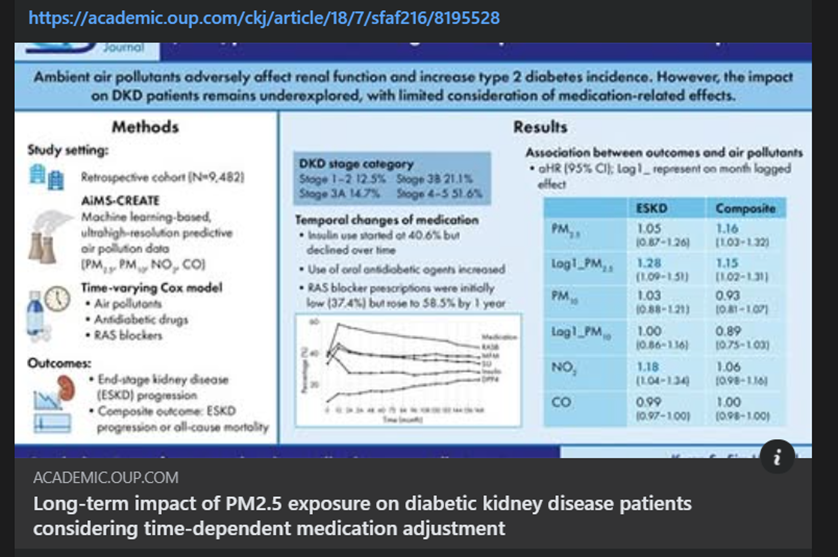 https://academic.oup.com/ckj/article/18/7/sfaf216/8195528
Journal
Ambient air pollutants adversely affect renal function and increase type 2 diabetes incidence. However, the impact
on DKD patients remains underexplored, with limited consideration of medication-related effects.
Methods
Study setting:
Retrospective cohort (N=9,482)
AiMS-CREATE
Machine learning-based,
ultrahigh-resolution predictive
air pollution data
(PM2.5, PM10, NO2, CO)
Time-varying Cox model
• Air pollutants
• Antidiabetic drugs
• RAS blockers
Outcomes:
• End-stage kidney disease
(ESKD) progression
• Composite outcome: ESKD
progression or all-cause mortality
Results
DKD stage category
Stage 1-2 12.5% Stage 3B 21.1%
Stage 3A 14.7% Stage 4-5 51.6%
Temporal changes of medication
• Insulin use started at 40.6% but
declined over time
• Use of oral antidiabetic agents increased
• RAS blocker prescriptions were initially
low (37.4%) but rose to 58.5% by 1 year
Percentage (%)
60
40
20
Medication
RASB
MFM
SU
Insulin
DPP4
Time (month)
Association between outcomes and air pollutants
• aHR (95% CI); Lag1_ represent on month lagged
effect
ESKD Composite
PM2.5 1.05 1.16
(0.87-1.26) (1.03-1.32)
Lag1_PM2.5 1.28 1.15
(1.09-1.51) (1.02-1.31)
PM10 1.03 0.93
(0.88-1.21) (0.81-1.07)
Lag1_PM10 1.00 0.89
(0.86-1.16) (0.75-1.03)
NO2 1.18 1.06
(1.04-1.34) (0.98-1.16)
CO 0.99 1.00
(0.97-1.00) (0.98-1.00)
i
ACADEMIC.OUP.COM
Long-term impact of PM2.5 exposure on diabetic kidney disease patients
considering time-dependent medication adjustment